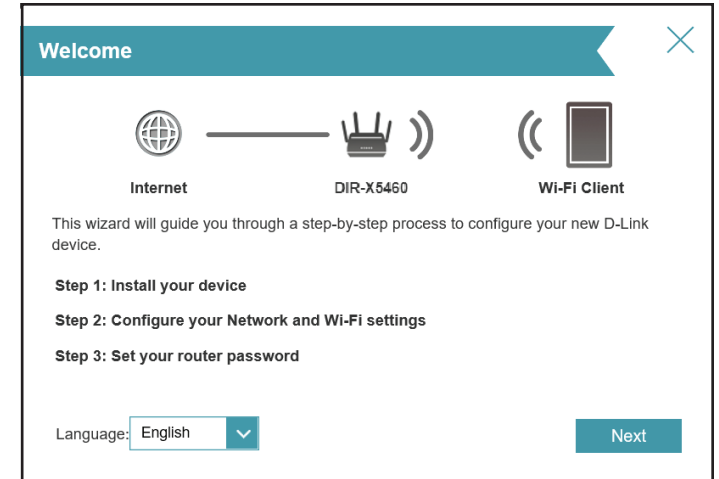 Welcome
Internet
DIR-X5460
Wi-Fi Client
This wizard will guide you through a step-by-step process to configure your new D-Link
device.
Step 1: Install your device
Step 2: Configure your Network and Wi-Fi settings
Step 3: Set your router password
Language: English
Next